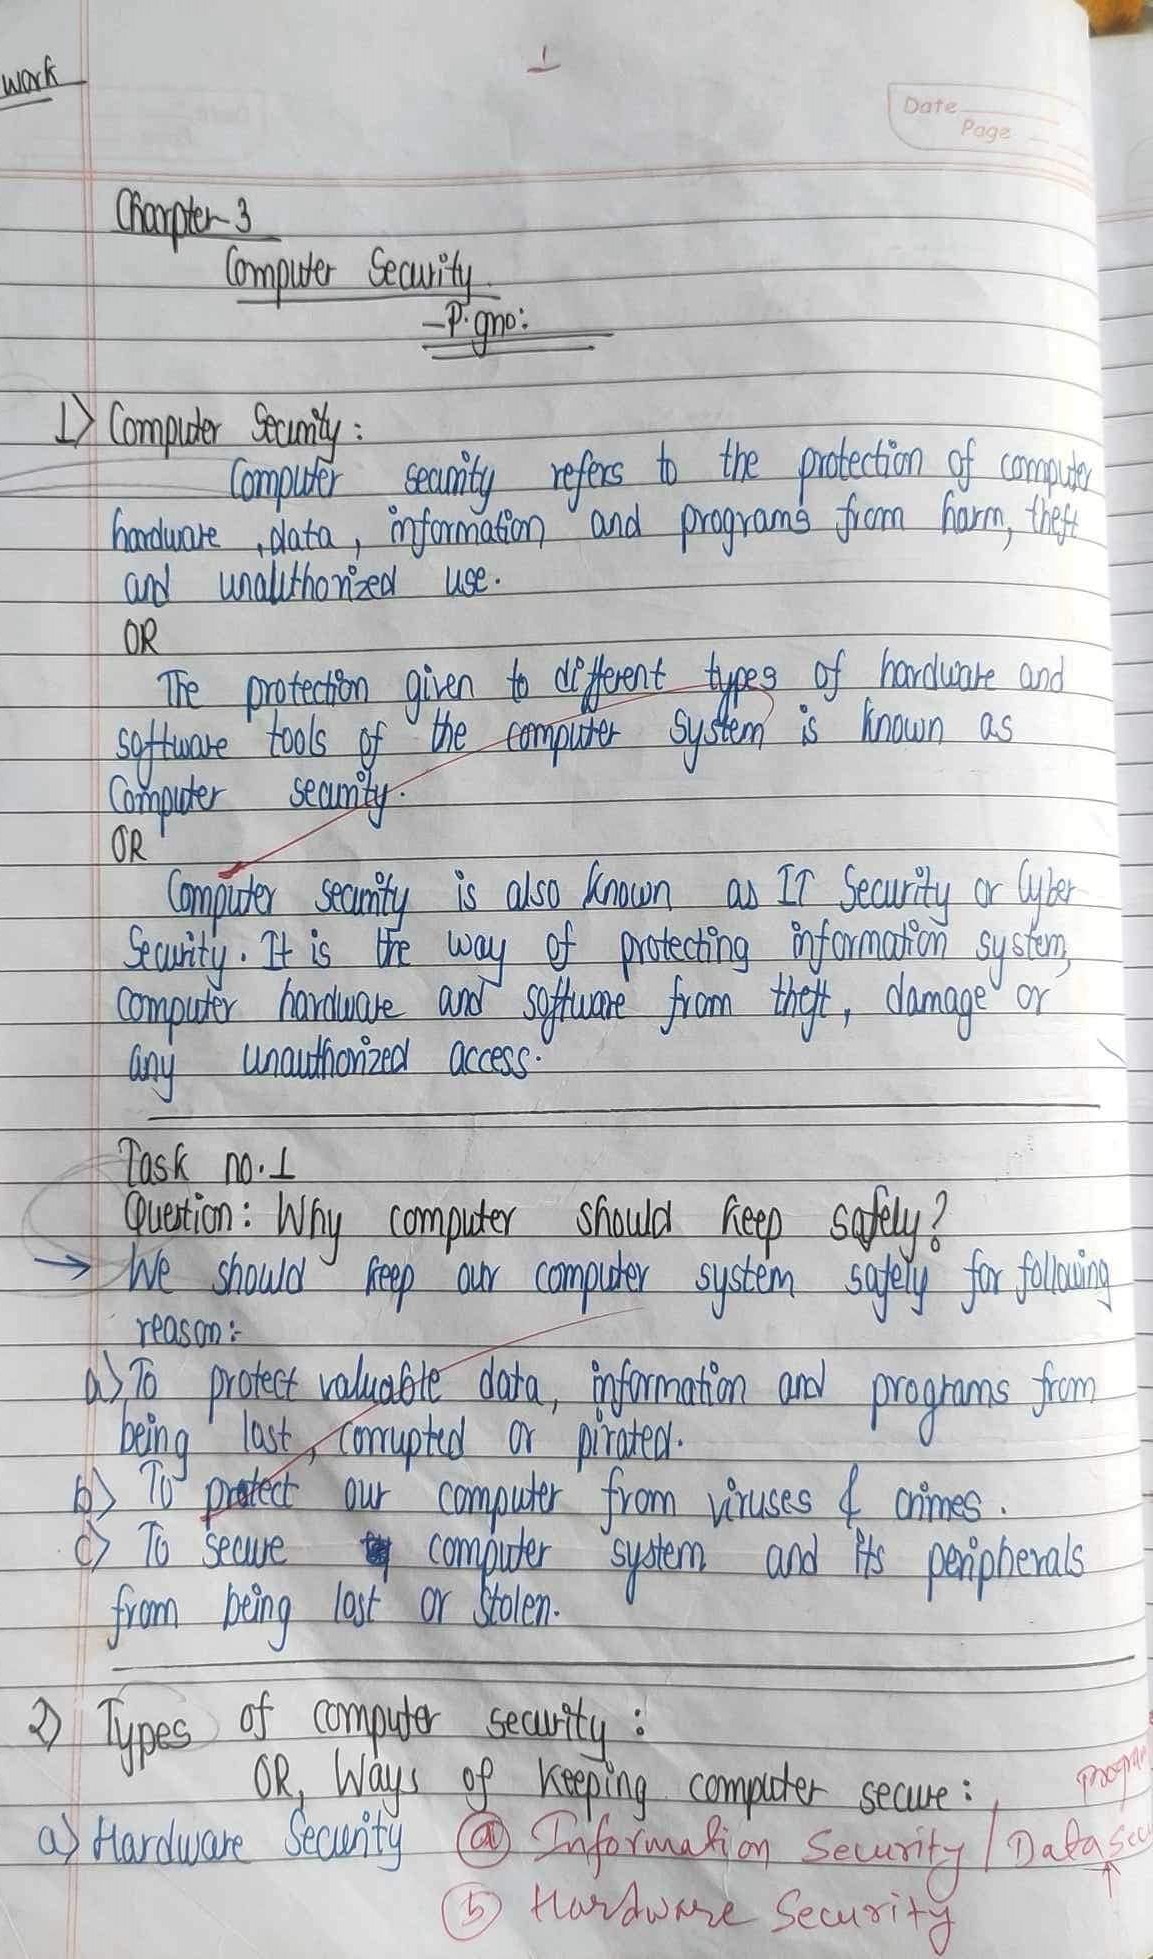 work
1
Date
Page
Charpter-3
Computer Security
-P.gno:
1) Computer Security:
Computer security refers to the protection of computer
hardware, data, information and programs from harm, theft
and unauthorized use.
OR
The protection given to different types of hardware and
software tools of the computer system is known as
Computer security.
OR
Computer security is also known as IT Security or Cyber
Security. It is the way of protecting information system,
computer hardware and software from theft, damage or
any unauthorized access.
Task no.1
Question: Why computer should keep safely?
→ We should keep our computer system safely for following
reason:-
a) To protect valuable data, information and programs from
being lost, corrupted or pirated.
b) To protect our computer from viruses & crimes.
c) To secure computer system and its peripherals
from being lost or stolen.
2) Types of computer security:
OR, Ways of keeping computer secure:
a) Hardware Security
program
(a) Information Security / Data Sec
(b) Hardware Security